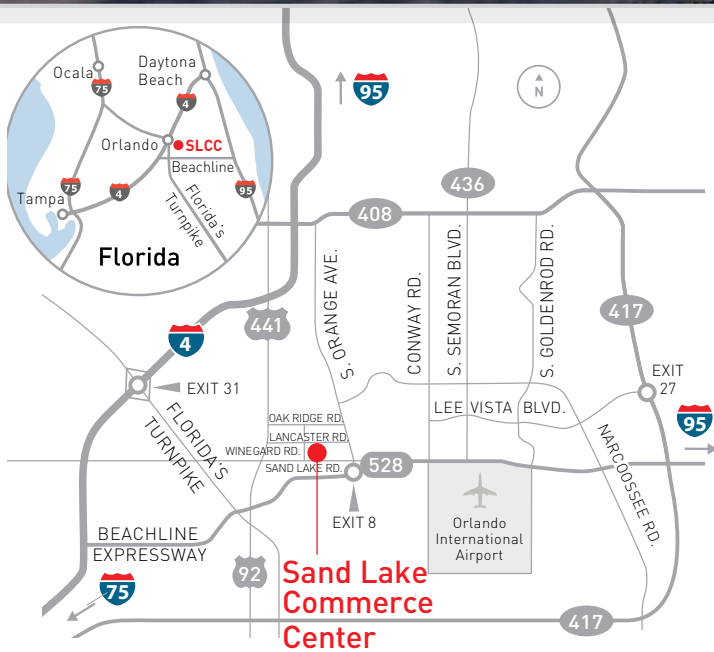 Ocala
75
Daytona
Beach
4
Orlando
SLCC
Beachline
75
4
95
Tampa
Florida's
Turnpike
Florida
95
N
436
408
441
S. ORANGE AVE.
CONWAY RD.
S. SEMORAN BLVD.
S. GOLDENROD RD.
417
4
EXIT 31
EXIT
27
FLORIDA'S
TURNPIKE
OAK RIDGE RD.
LANCASTER RD.
WINEGARD RD.
SAND LAKE RD.
LEE VISTA BLVD.
95
528
NARCOOSSEE RD.
EXIT 8
Orlando
International
Airport
BEACHLINE
EXPRESSWAY
92
75
Sand Lake
Commerce
Center
417